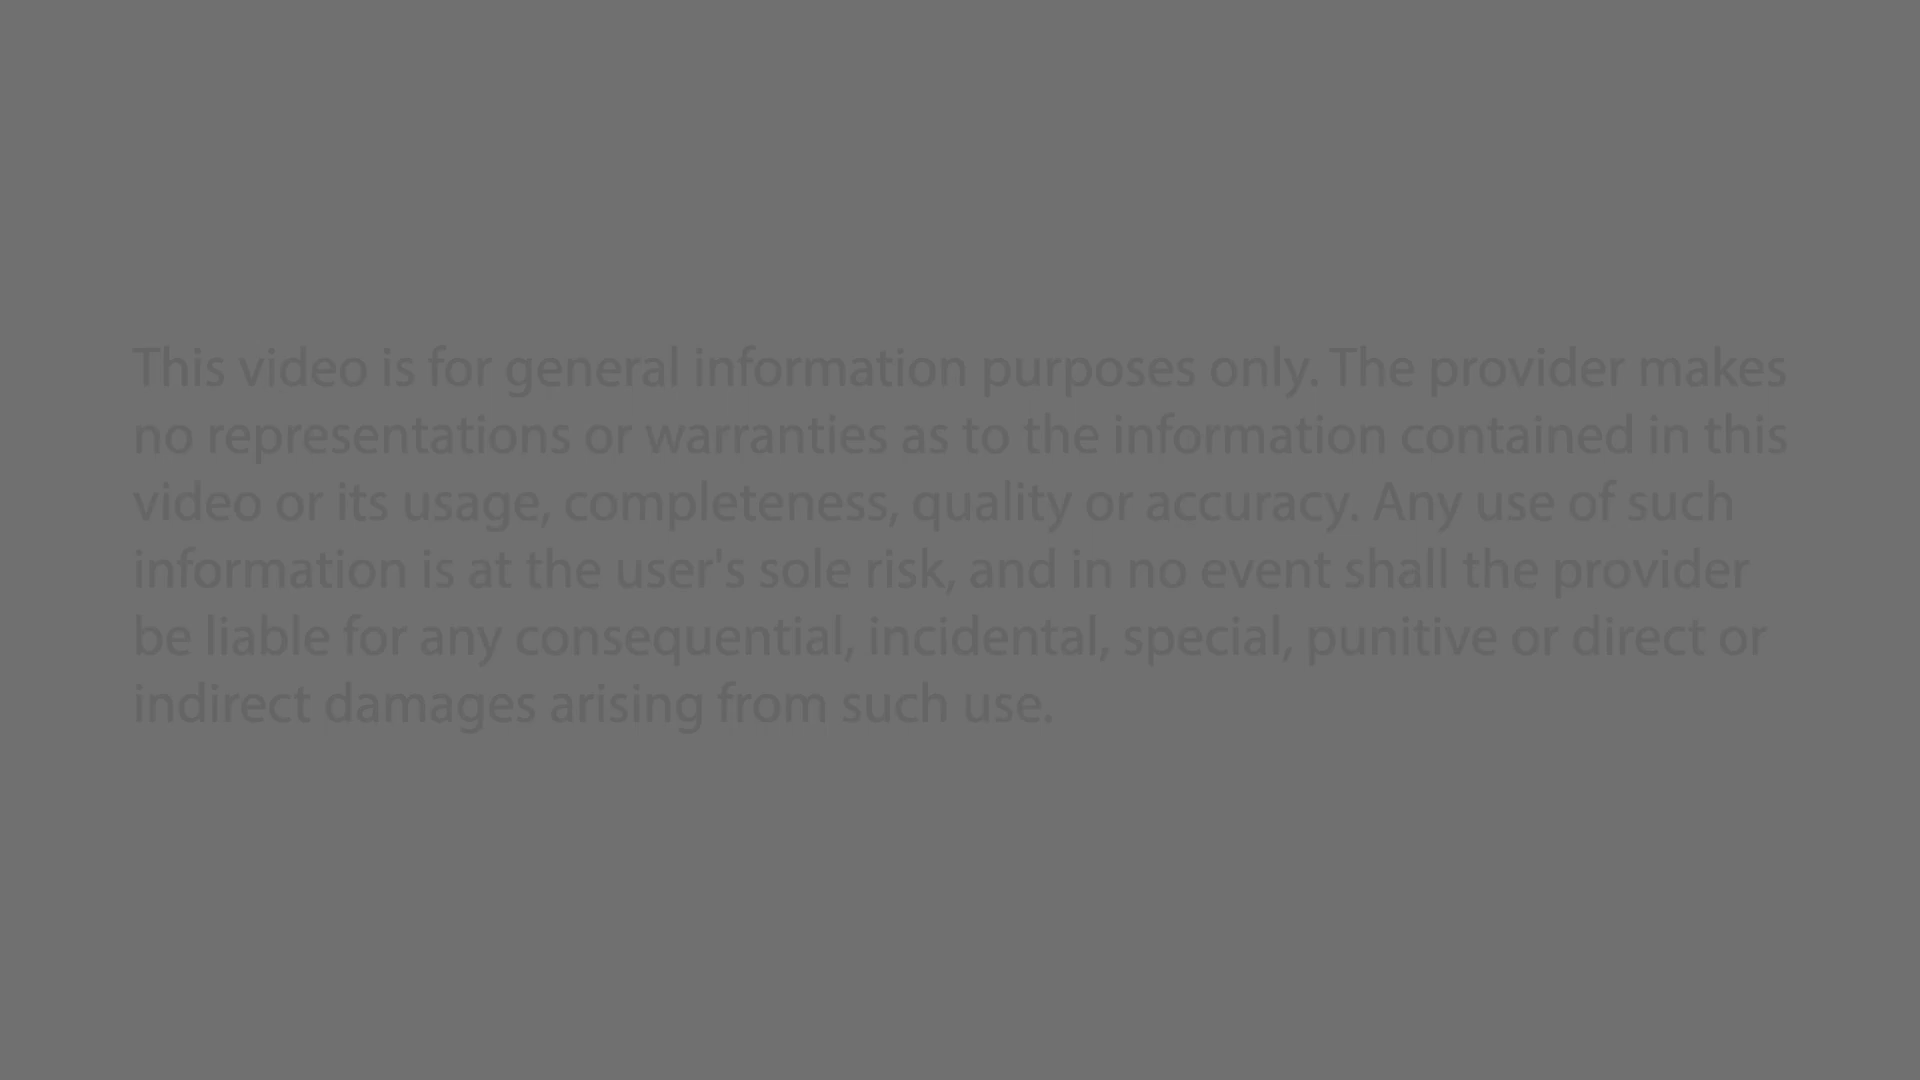 This video is for general information purposes only. The provider makes
no representations or warranties as to the information contained in this
video or its usage, completeness, quality or accuracy. Any use of such
information is at the user's sole risk, and in no event shall the provider
be liable for any consequential, incidental, special, punitive or direct or
indirect damages arising from such use.